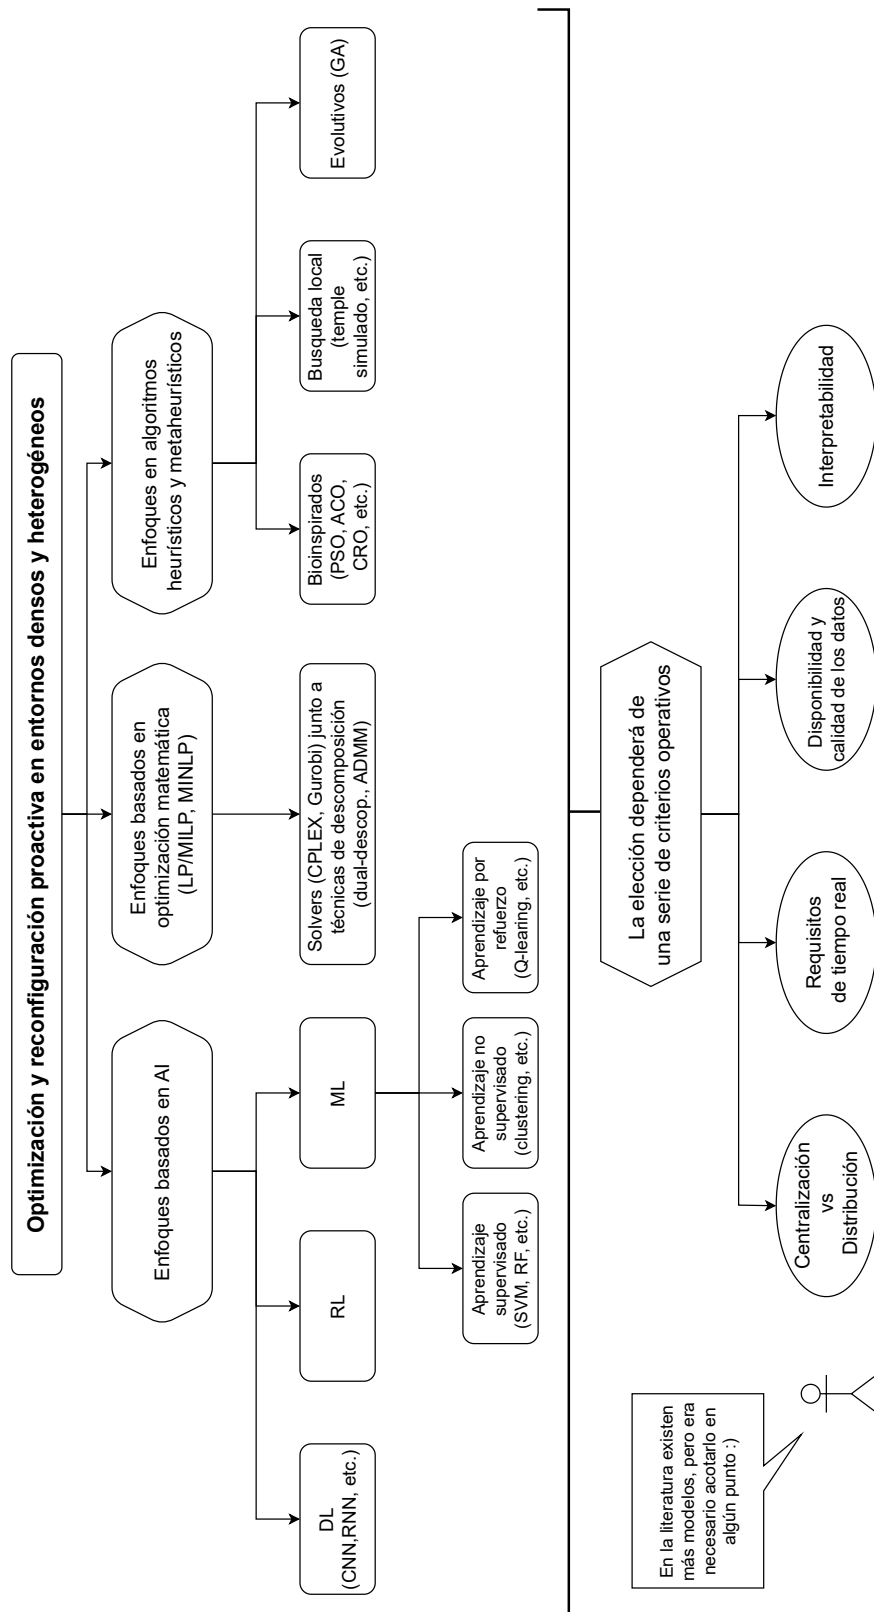 Optimización y reconfiguración proactiva en entornos densos y heterogéneos
Enfoques basados en AI
Enfoques basados en
optimización matemática
(LP/MILP, MINLP)
Enfoques en algoritmos
heurísticos y metaheurísticos
DL
(CNN,RNN, etc.)
RL
ML
Solvers (CPLEX, Gurobi) junto a
técnicas de descomposición
(dual-descop., ADMM)
Bioinspirados
(PSO, ACO,
CRO, etc.)
Busqueda local
(temple
simulado, etc.)
Evolutivos (GA)
Aprendizaje
supervisado
(SVM, RF, etc.)
Aprendizaje no
supervisado
(clustering, etc.)
Aprendizaje por
refuerzo
(Q-learing, etc.)
La elección dependerá de
una serie de criterios operativos
En la literatura existen
más modelos, pero era
necesario acotarlo en
algún punto :)
Centralización
vs
Distribución
Requisitos
de tiempo real
Disponibilidad y
calidad de los datos
Interpretabilidad